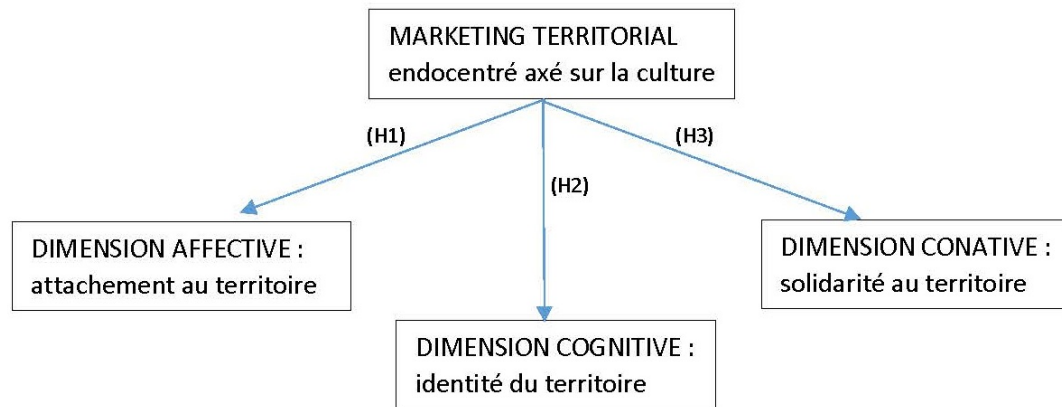 MARKETING TERRITORIAL
endocentré axé sur la culture
(H1)
(H3)
(H2)
DIMENSION AFFECTIVE :
attachement au territoire
DIMENSION CONATIVE :
solidarité au territoire
DIMENSION COGNITIVE :
identité du territoire